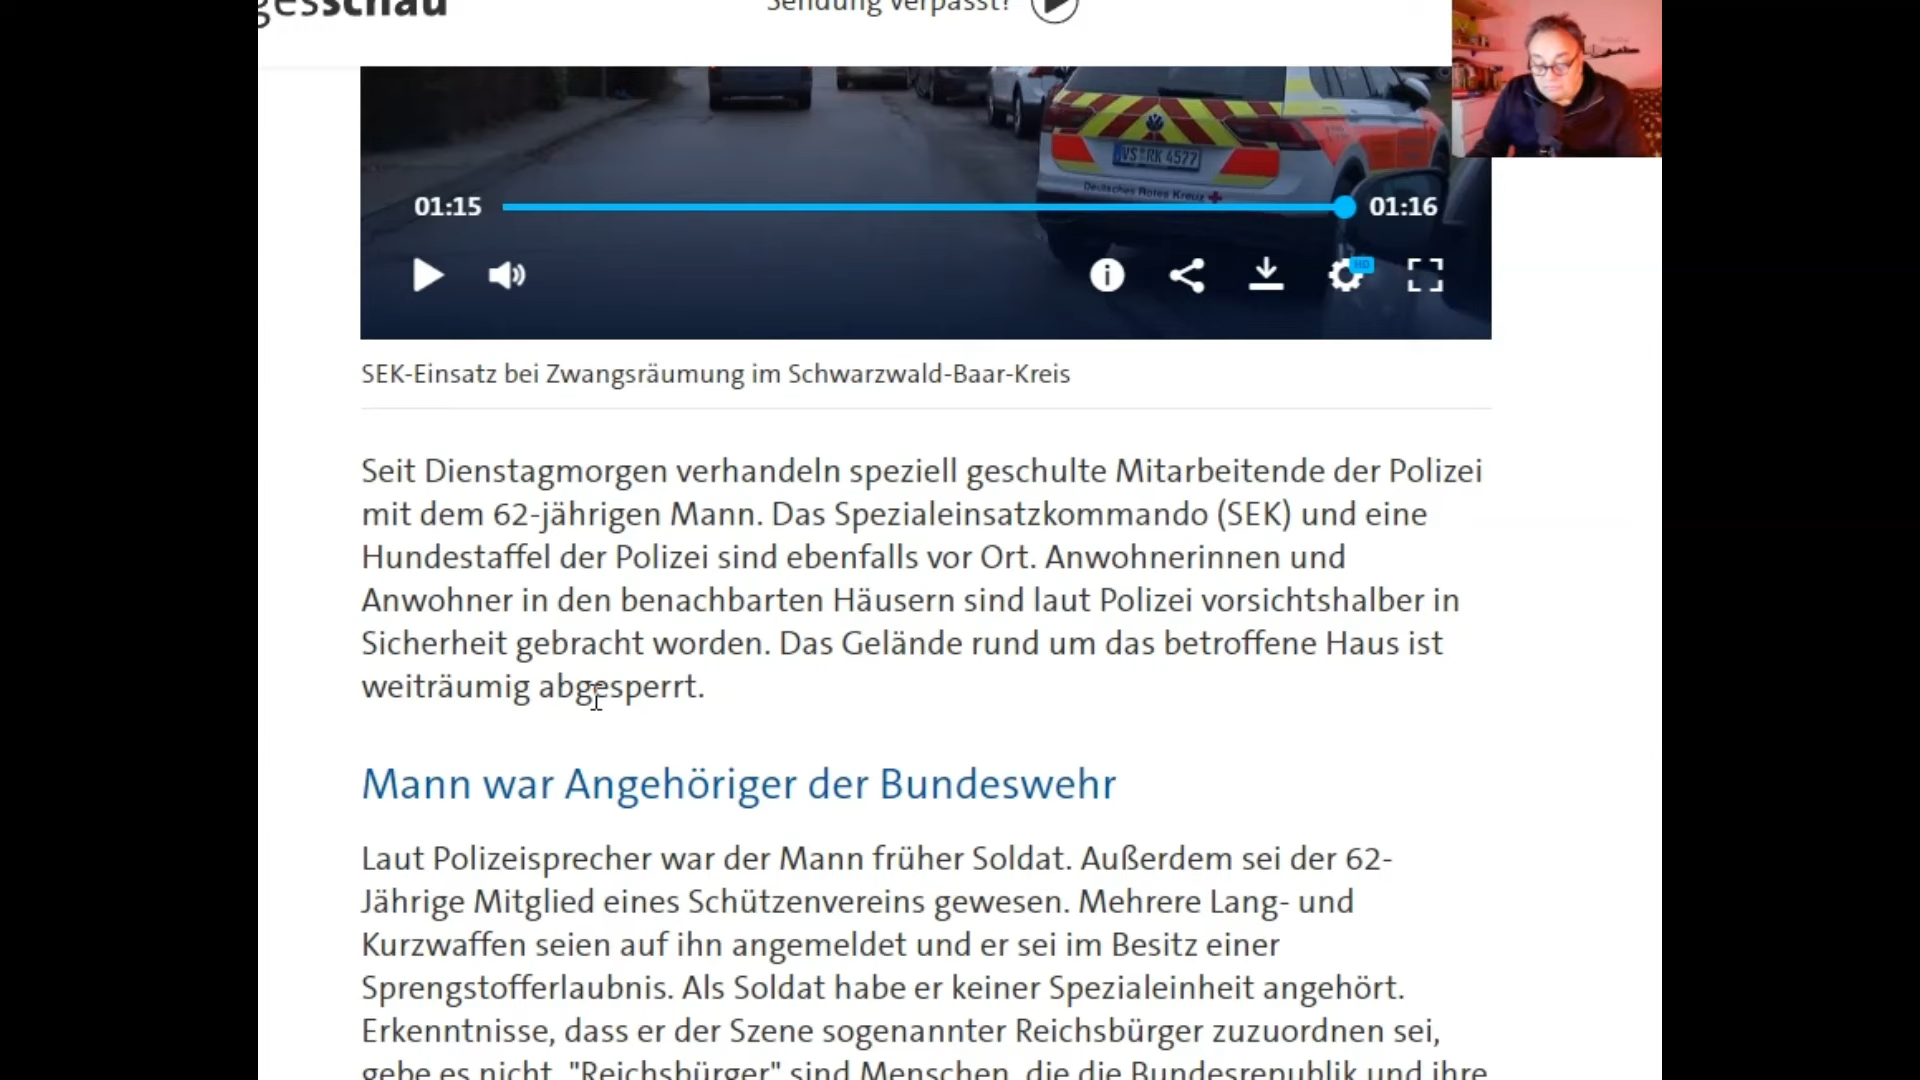 gesschau
Sendung verpasst?
VS RK 4577
Deutsches Rotes Kreuz
01:15
01:16
HD
SEK-Einsatz bei Zwangsräumung im Schwarzwald-Baar-Kreis
Seit Dienstagmorgen verhandeln speziell geschulte Mitarbeitende der Polizei
mit dem 62-jährigen Mann. Das Spezialeinsatzkommando (SEK) und eine
Hundestaffel der Polizei sind ebenfalls vor Ort. Anwohnerinnen und
Anwohner in den benachbarten Häusern sind laut Polizei vorsichtshalber in
Sicherheit gebracht worden. Das Gelände rund um das betroffene Haus ist
weiträumig abgesperrt.
Mann war Angehöriger der Bundeswehr
Laut Polizeisprecher war der Mann früher Soldat. Außerdem sei der 62-
Jährige Mitglied eines Schützenvereins gewesen. Mehrere Lang- und
Kurzwaffen seien auf ihn angemeldet und er sei im Besitz einer
Sprengstofferlaubnis. Als Soldat habe er keiner Spezialeinheit angehört.
Erkenntnisse, dass er der Szene sogenannter Reichsbürger zuzuordnen sei,
gebe es nicht. "Reichsbürger" sind Menschen, die die Bundesrepublik und ihre